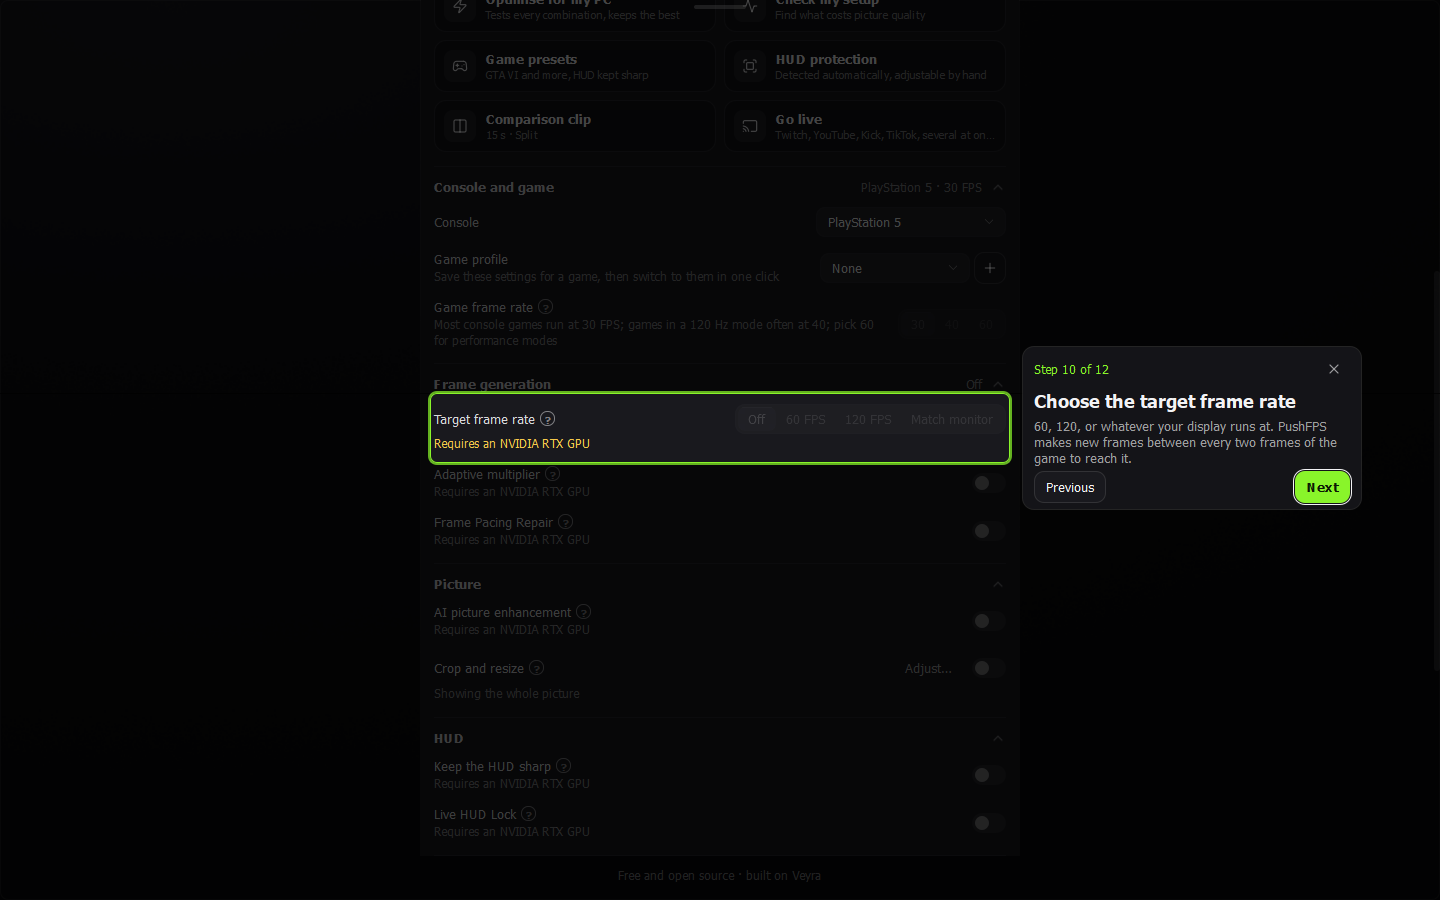 Optimise for my PC
Tests every combination, keeps the best
Check my setup
Find what costs picture quality
Game presets
GTA VI and more, HUD kept sharp
HUD protection
Detected automatically, adjustable by hand
Comparison clip
15 s · Split
Go live
Twitch, YouTube, Kick, TikTok, several at on...
Console and game
PlayStation 5 · 30 FPS
Console
PlayStation 5
Game profile
Save these settings for a game, then switch to them in one click
None
Game frame rate ?
Most console games run at 30 FPS; games in a 120 Hz mode often at 40; pick 60
for performance modes
30 40 60
Frame generation
Off
Target frame rate ?
Off 60 FPS 120 FPS Match monitor
Requires an NVIDIA RTX GPU
Adaptive multiplier ?
Requires an NVIDIA RTX GPU
Frame Pacing Repair ?
Requires an NVIDIA RTX GPU
Picture
AI picture enhancement ?
Requires an NVIDIA RTX GPU
Crop and resize ?
Adjust...
Showing the whole picture
HUD
Keep the HUD sharp ?
Requires an NVIDIA RTX GPU
Live HUD Lock ?
Requires an NVIDIA RTX GPU
Free and open source · built on Veyra
Step 10 of 12
Choose the target frame rate
60, 120, or whatever your display runs at. PushFPS
makes new frames between every two frames of the
game to reach it.
Previous
Next